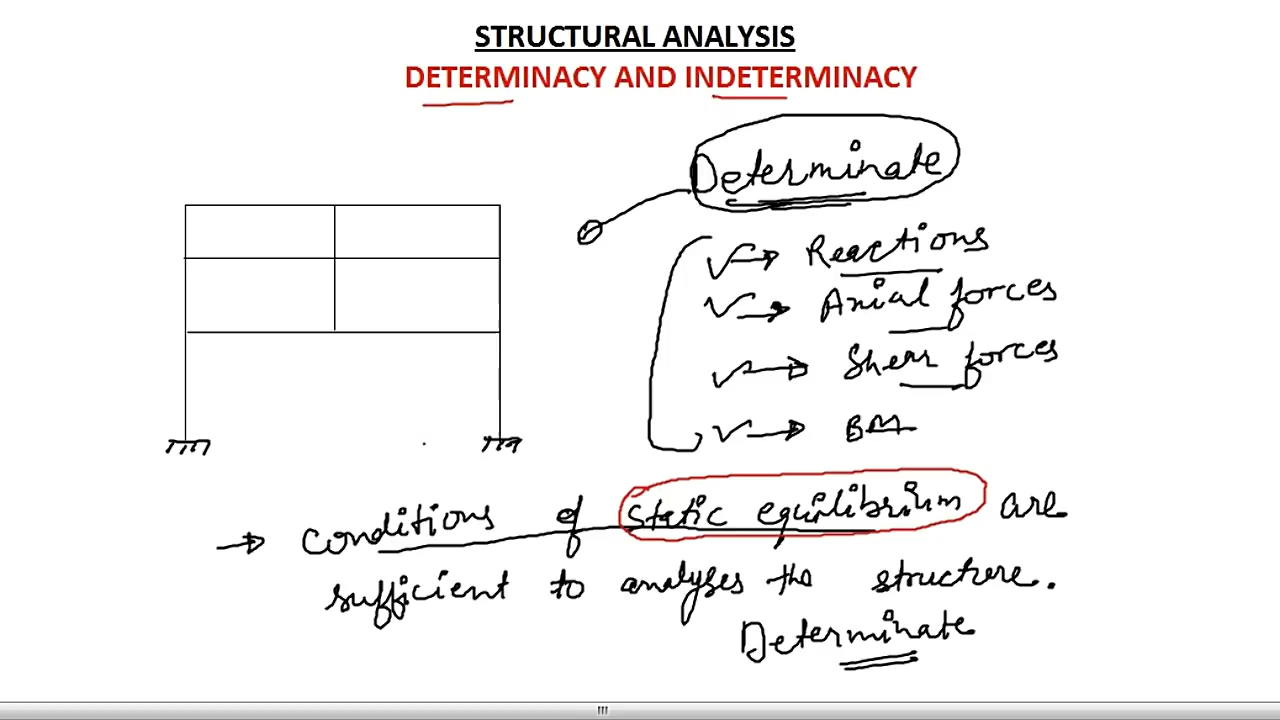 STRUCTURAL ANALYSIS
DETERMINACY AND INDETERMINACY
Determinate
→ Reactions
→ Axial forces
→ Shear forces
→ BM
→ Conditions of static equilibrium are
sufficient to analyses the structure.
Determinate